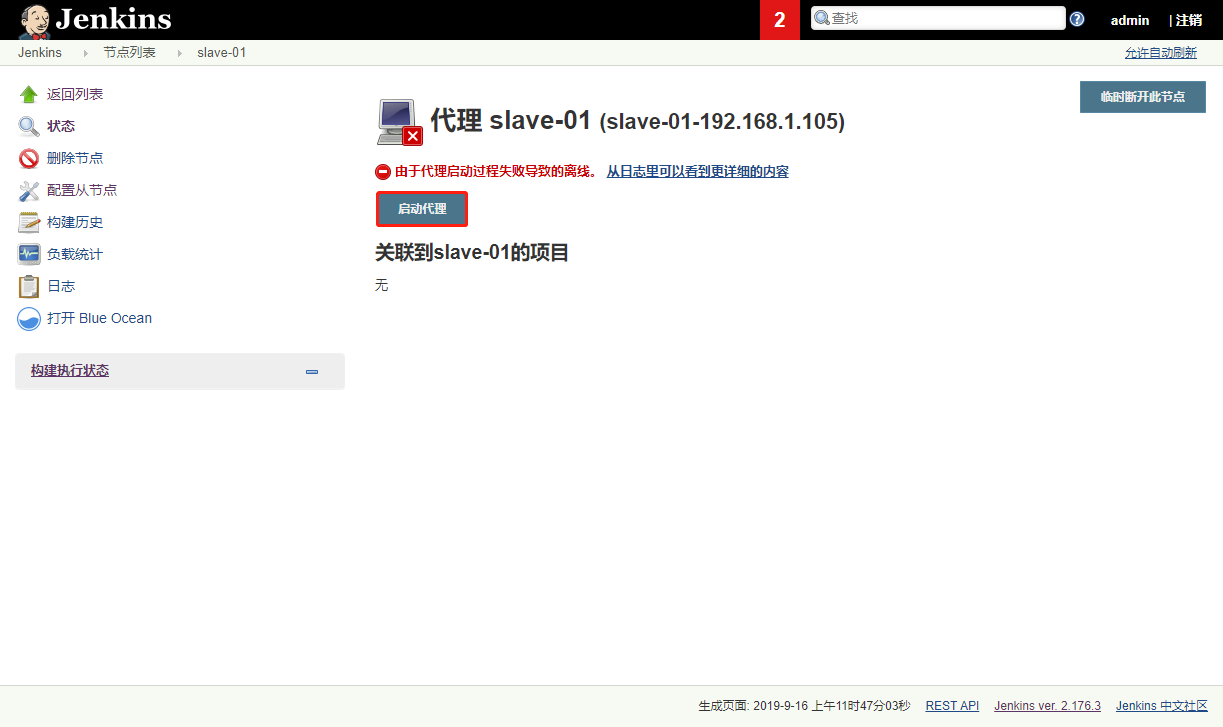 Jenkins
2
查找
admin
| 注销
Jenkins
节点列表
slave-01
允许自动刷新
返回列表
状态
删除节点
配置从节点
构建历史
负载统计
日志
打开 Blue Ocean
构建执行状态
临时断开此节点
代理 slave-01 (slave-01-192.168.1.105)
由于代理启动过程失败导致的离线。 从日志里可以看到更详细的内容
启动代理
关联到slave-01的项目
无
生成页面: 2019-9-16 上午11时47分03秒 REST API Jenkins ver. 2.176.3 Jenkins 中文社区